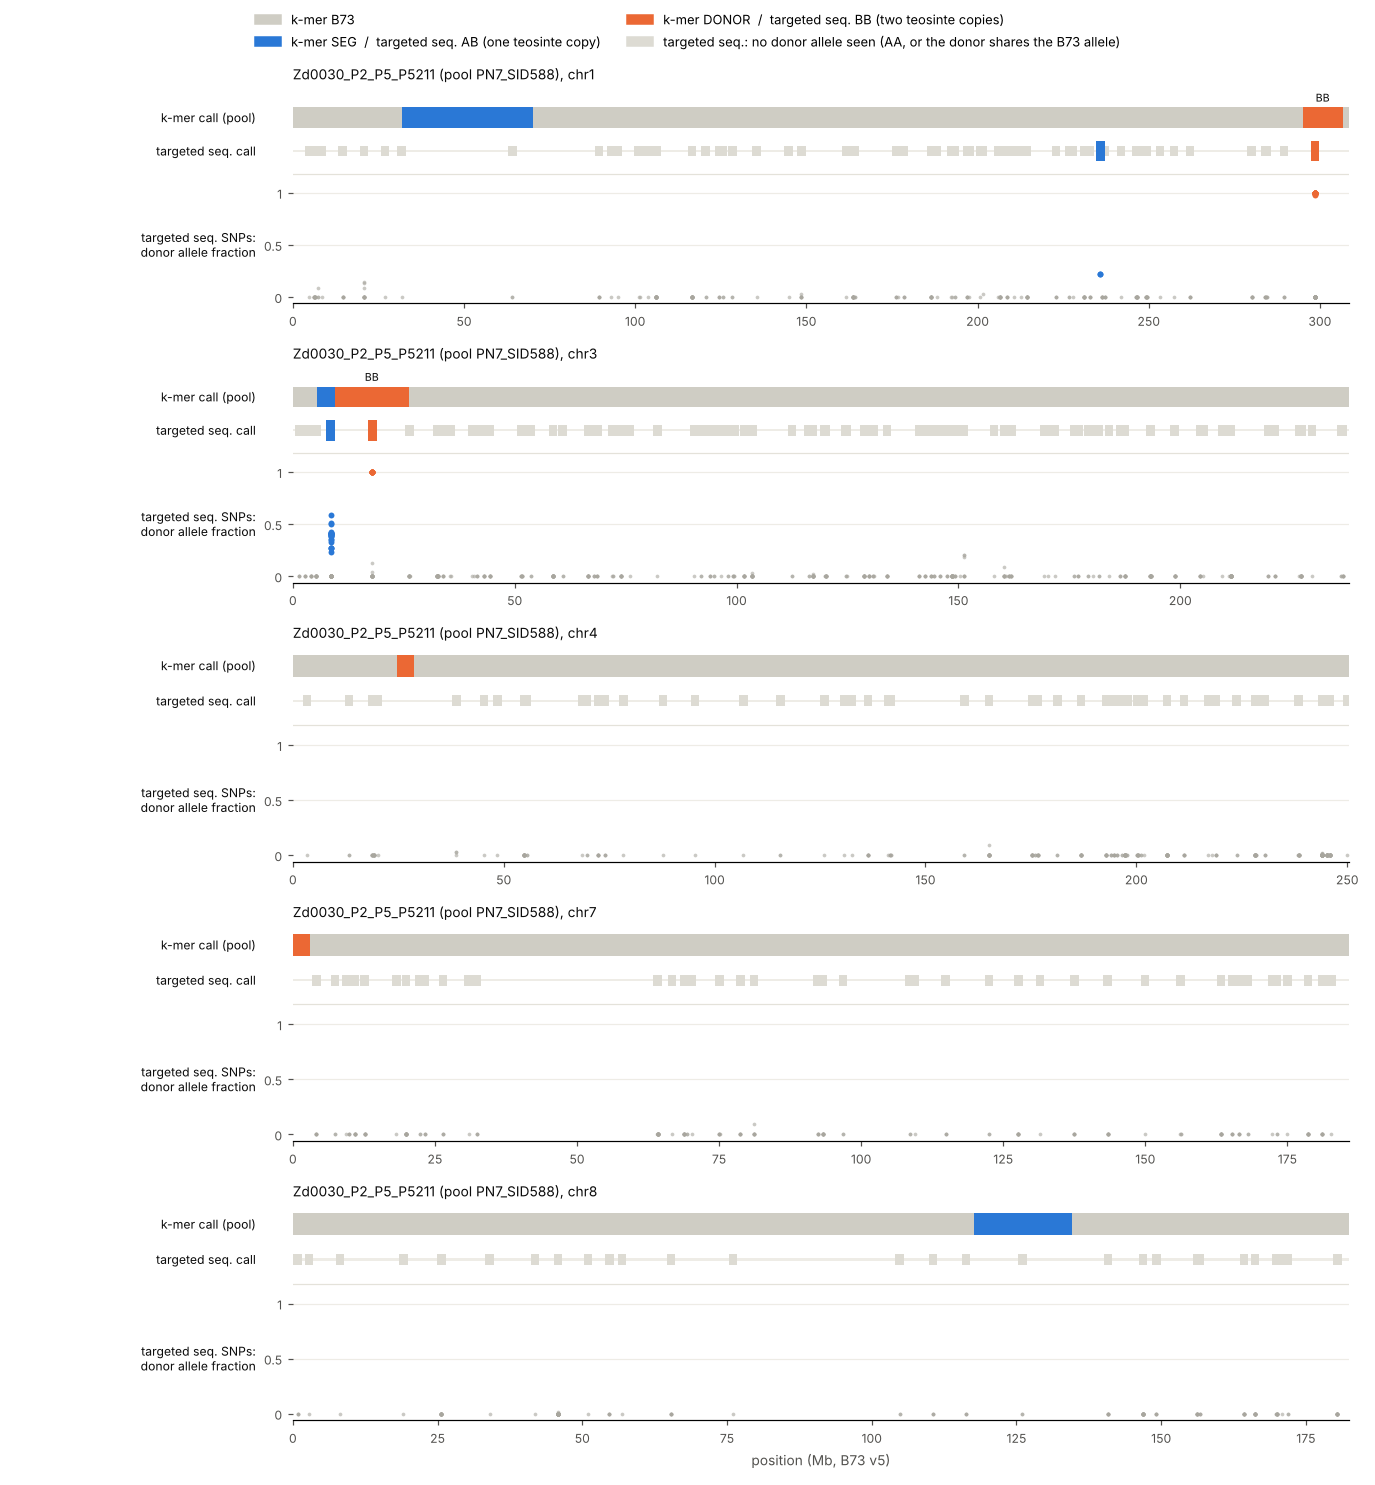 k-mer B73
k-mer DONOR / targeted seq. BB (two teosinte copies)
k-mer SEG / targeted seq. AB (one teosinte copy)
targeted seq.: no donor allele seen (AA, or the donor shares the B73 allele)
Zd0030_P2_P5_P5211 (pool PN7_SID588), chr1
BB
k-mer call (pool)
targeted seq. call
1
targeted seq. SNPs:
donor allele fraction
0.5
0
0 50 100 150 200 250 300
Zd0030_P2_P5_P5211 (pool PN7_SID588), chr3
BB
k-mer call (pool)
targeted seq. call
1
targeted seq. SNPs:
donor allele fraction
0.5
0
0 50 100 150 200
Zd0030_P2_P5_P5211 (pool PN7_SID588), chr4
k-mer call (pool)
targeted seq. call
1
targeted seq. SNPs:
donor allele fraction
0.5
0
0 50 100 150 200 250
Zd0030_P2_P5_P5211 (pool PN7_SID588), chr7
k-mer call (pool)
targeted seq. call
1
targeted seq. SNPs:
donor allele fraction
0.5
0
0 25 50 75 100 125 150 175
Zd0030_P2_P5_P5211 (pool PN7_SID588), chr8
k-mer call (pool)
targeted seq. call
1
targeted seq. SNPs:
donor allele fraction
0.5
0
0 25 50 75 100 125 150 175
position (Mb, B73 v5)